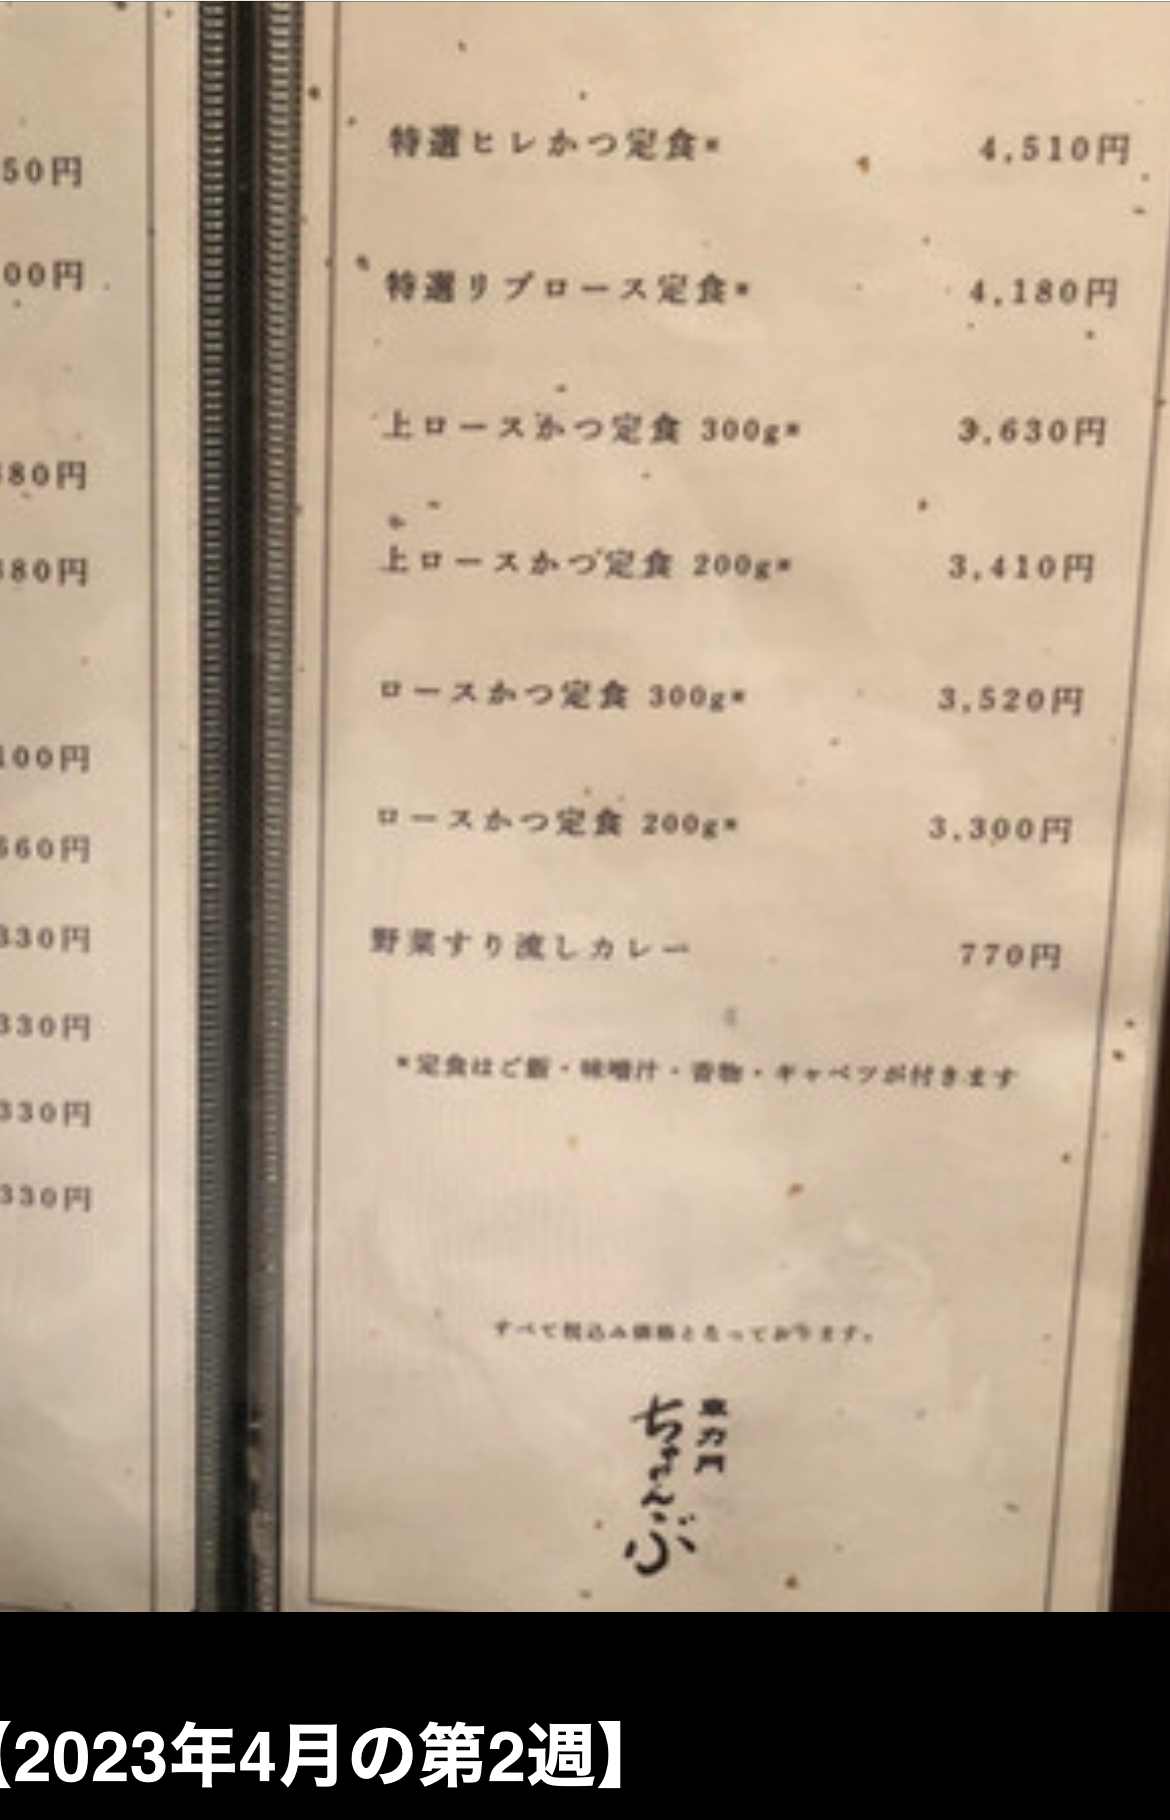 50円
00円
80円
80円
100円
660円
330円
330円
330円
330円
特選ヒレかつ定食* 4,510円
特選リブロース定食* 4,180円
上ロースかつ定食 300g* 3,630円
上ロースかつ定食 200g* 3,410円
ロースかつ定食 300g* 3,520円
ロースかつ定食 200g* 3,300円
野菜すり流しカレー 770円
*定食はご飯・味噌汁・香物・キャベツが付きます
すべて税込み価格となっております。
【2023年4月の第2週】